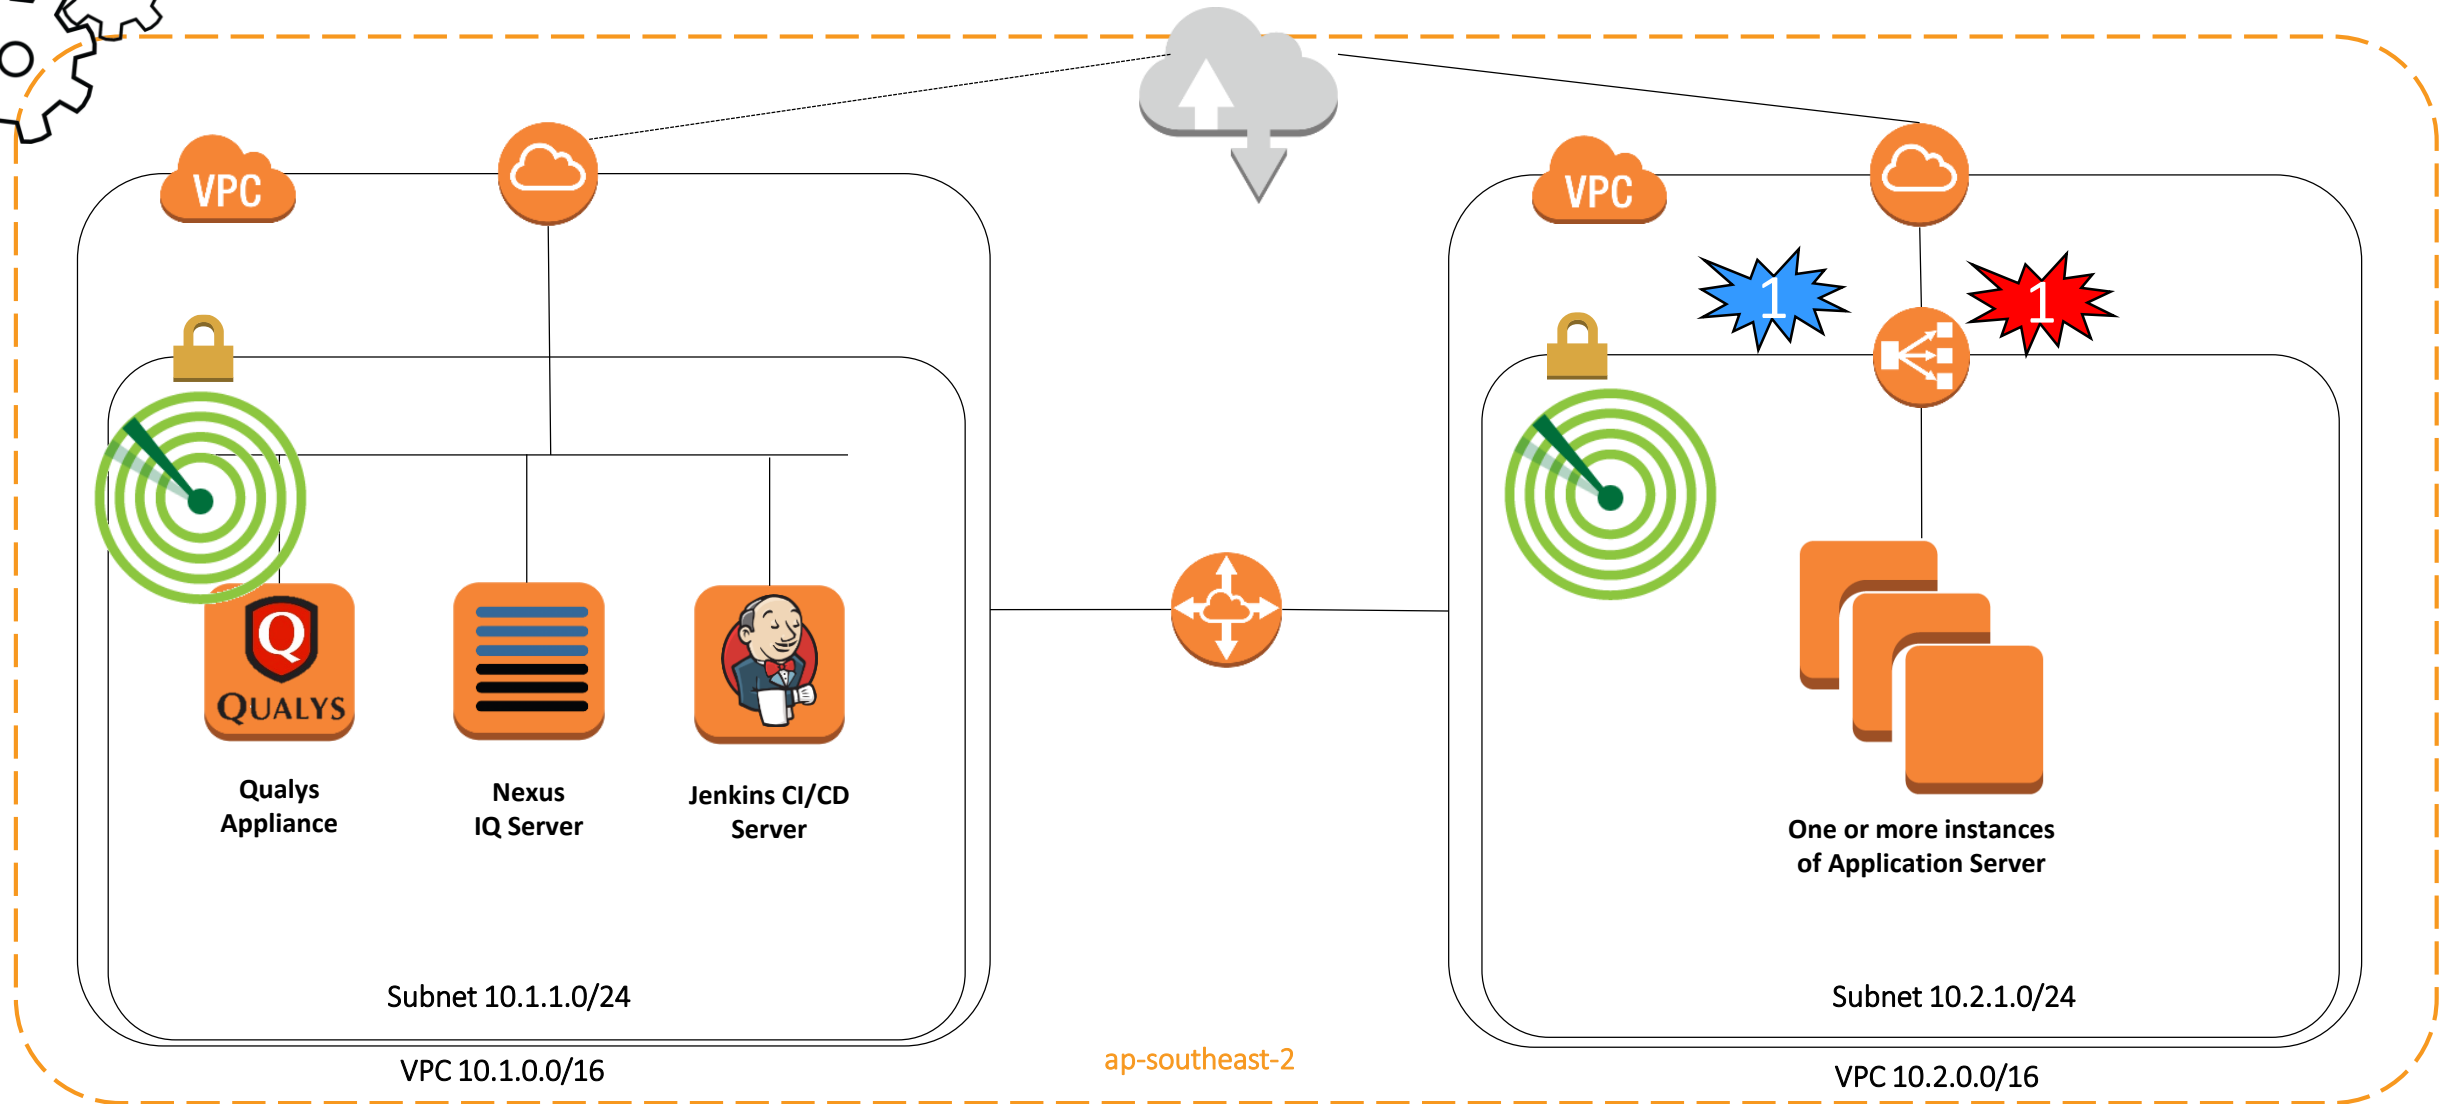 VPC
VPC
1
1
Q
QUALYS
Qualys
Appliance
Nexus
IQ Server
Jenkins CI/CD
Server
One or more instances
of Application Server
Subnet 10.1.1.0/24
Subnet 10.2.1.0/24
VPC 10.1.0.0/16
ap-southeast-2
VPC 10.2.0.0/16